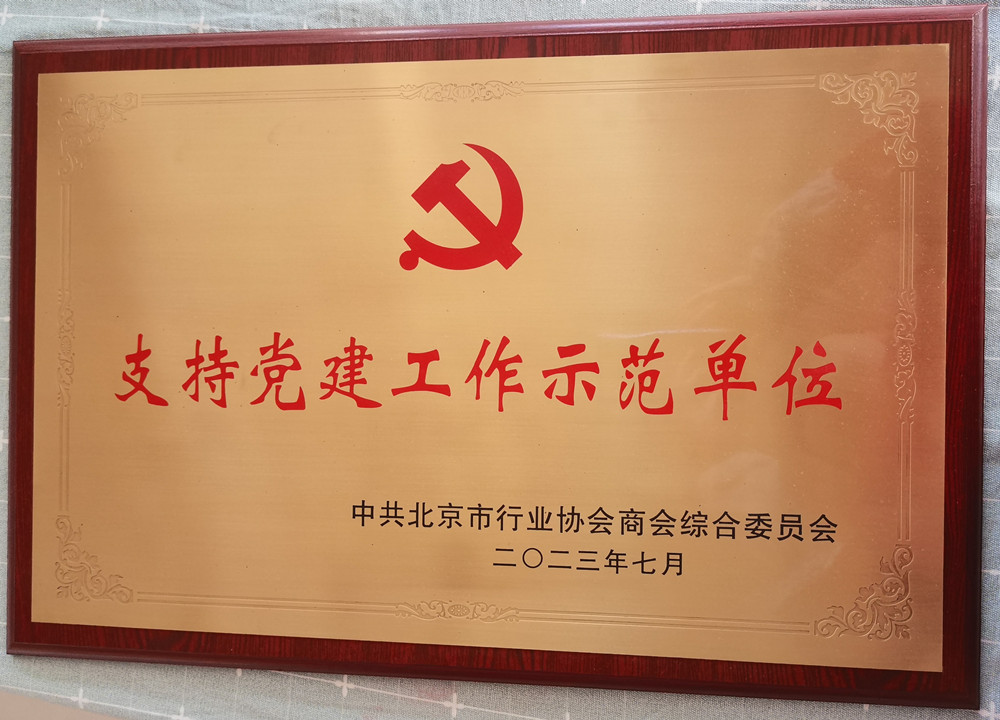 支持党建工作示范单位
中共北京市行业协会商会综合委员会
二〇二三年七月